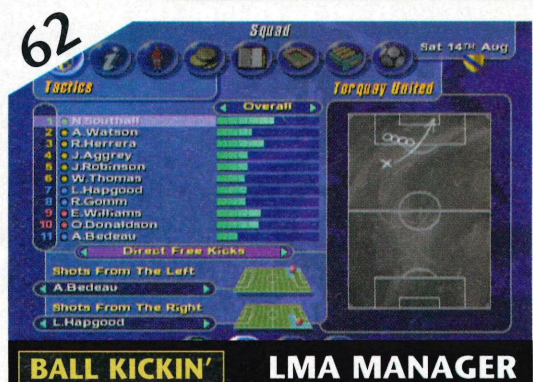 62
Squad
Sat 14TH Aug
Tactics
Torquay United
Overall
1 N.Southall
2 A.Watson
3 R.Herrera
4 J.Aggrey
5 J.Robinson
6 W.Thomas
7 L.Hapgood
8 R.Gomm
9 E.Williams
10 O.Donaldson
11 A.Bedeau
Direct Free Kicks
Shots From The Left
A.Bedeau
Shots From The Right
L.Hapgood
BALL KICKIN' LMA MANAGER